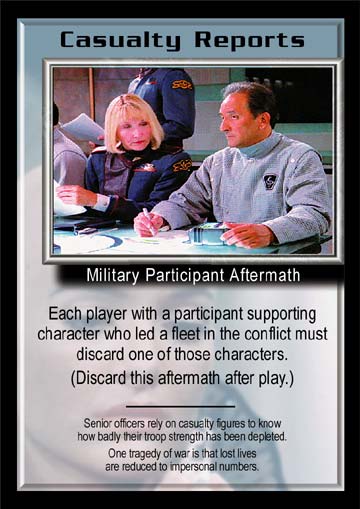 Casualty Reports
Military Participant Aftermath
Each player with a participant supporting
character who led a fleet in the conflict must
discard one of those characters.
(Discard this aftermath after play.)
Senior officers rely on casualty figures to know
how badly their troop strength has been depleted.
One tragedy of war is that lost lives
are reduced to impersonal numbers.